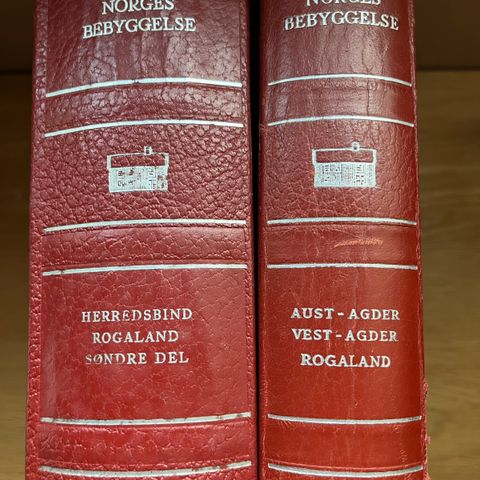 NORGES
BEBYGGELSE
HERREDSBIND
ROGALAND
SØNDRE DEL
NORGES
BEBYGGELSE
AUST-AGDER
VEST-AGDER
ROGALAND